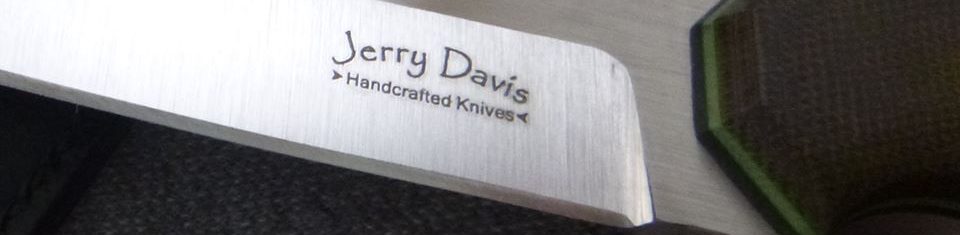 Jerry Davis
➤Handcrafted Knives➤